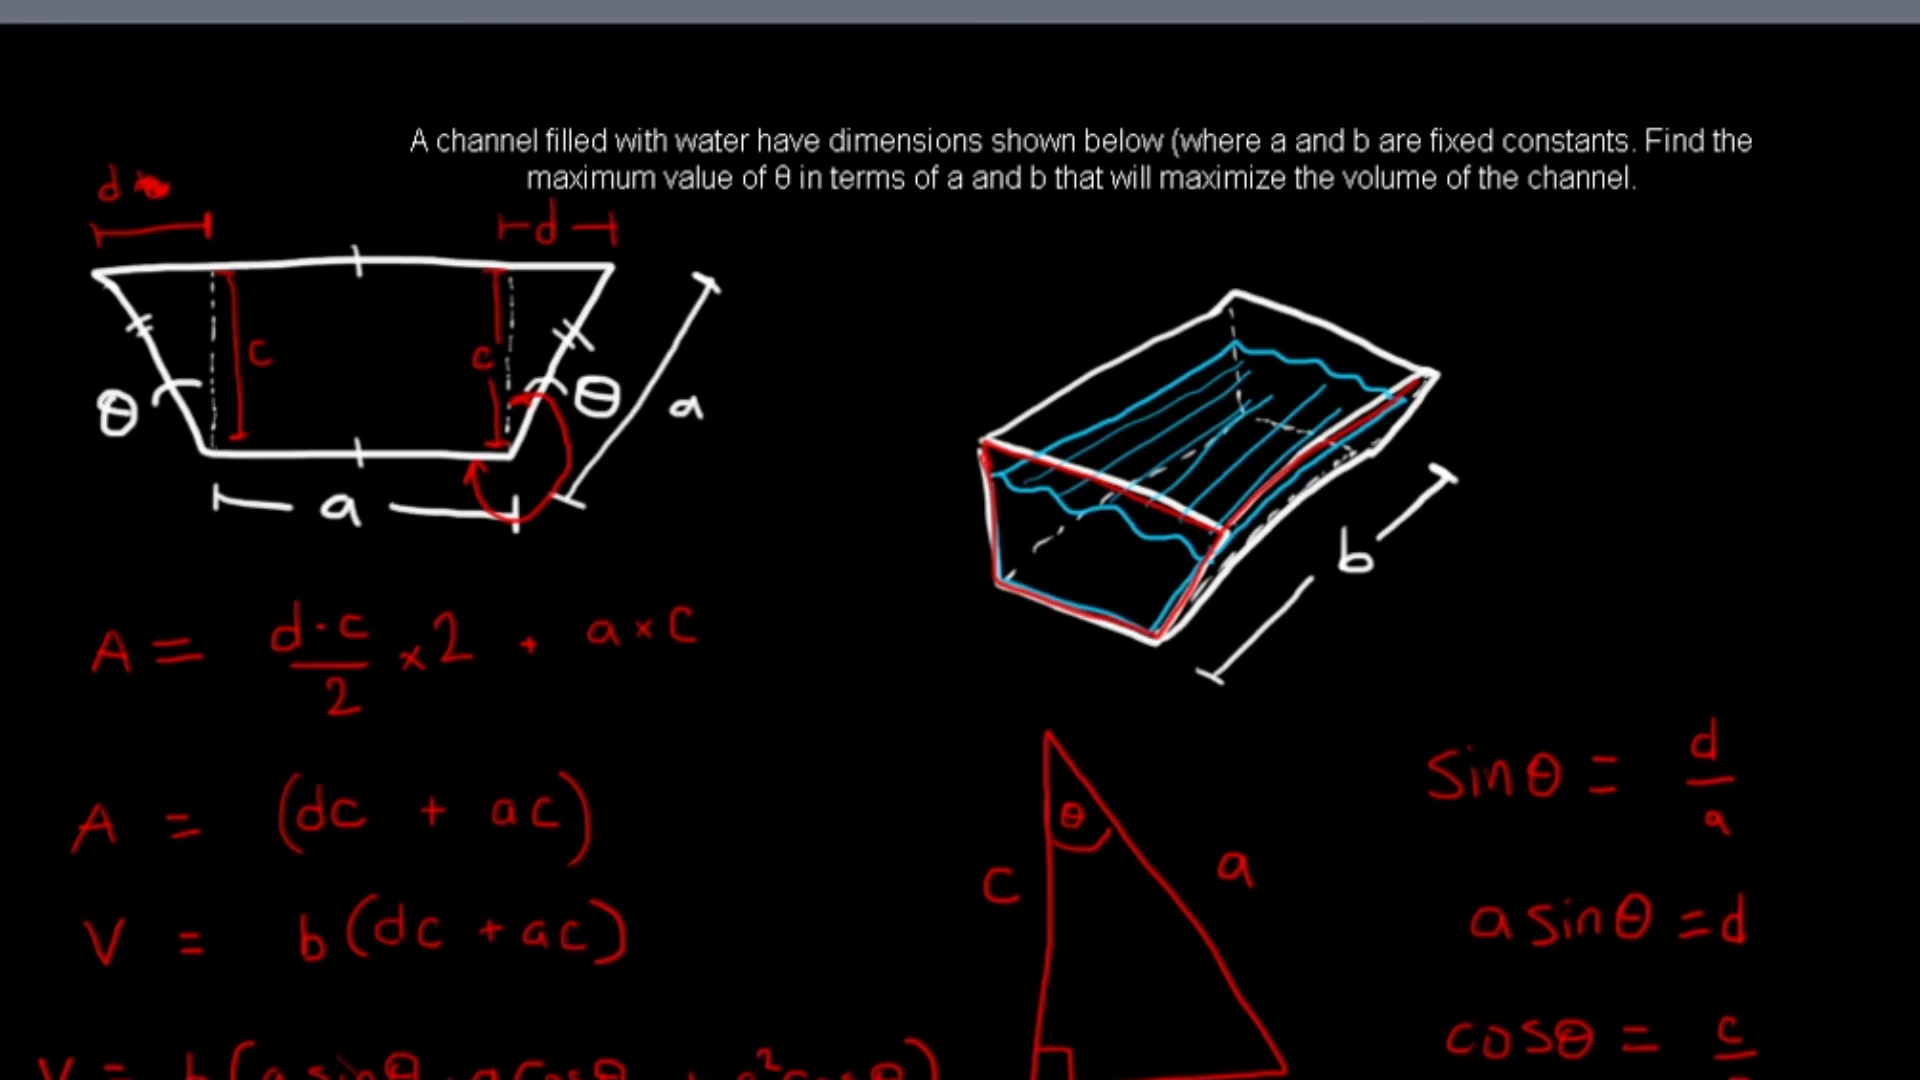 A channel filled with water have dimensions shown below (where a and b are fixed constants. Find the
maximum value of θ in terms of a and b that will maximize the volume of the channel.
d
d
c
c
θ
θ
a
a
b
A = d·c/2 × 2 + a × c
A = (dc + ac)
V = b(dc + ac)
θ
c
a
sinθ = d/a
a sinθ = d
cosθ = c